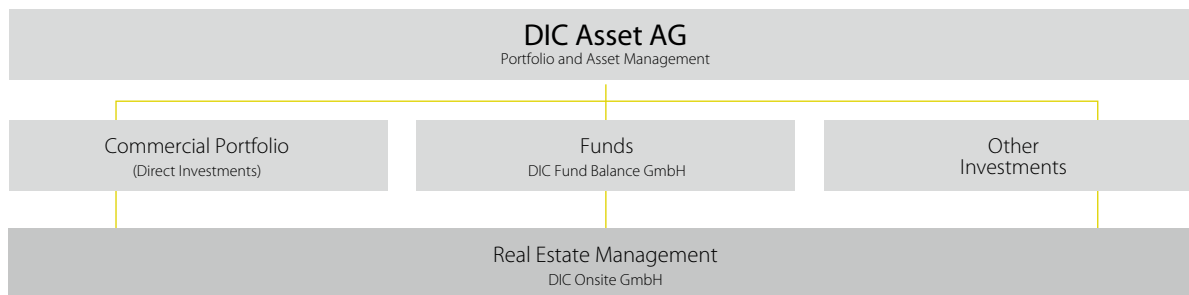 DIC Asset AG
Portfolio and Asset Management
Commercial Portfolio
(Direct Investments)
Funds
DIC Fund Balance GmbH
Other
Investments
Real Estate Management
DIC Onsite GmbH